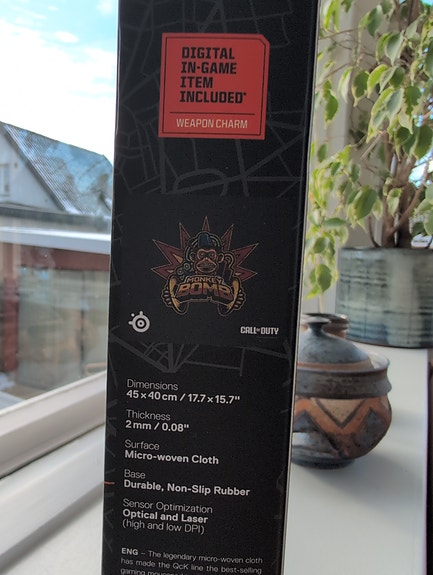 DIGITAL
IN-GAME
ITEM
INCLUDED*
WEAPON CHARM
MONKEY
BOMB
CALL OF DUTY
Dimensions
45 x 40 cm / 17.7 x 15.7"
Thickness
2 mm / 0.08"
Surface
Micro-woven Cloth
Base
Durable, Non-Slip Rubber
Sensor Optimization
Optical and Laser
(high and low DPI)
ENG – The legendary micro-woven cloth
has made the QcK line the best-selling
gaming